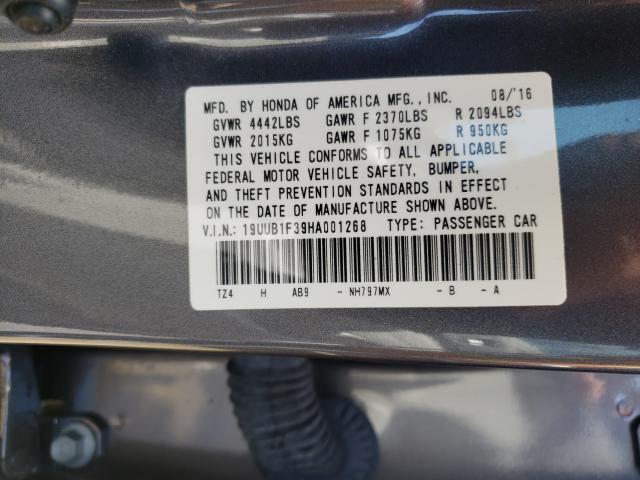 MFD. BY HONDA OF AMERICA MFG., INC. 08/'16
GVWR 4442LBS GAWR F 2370LBS R 2094LBS
GVWR 2015KG GAWR F 1075KG R 950KG
THIS VEHICLE CONFORMS TO ALL APPLICABLE
FEDERAL MOTOR VEHICLE SAFETY, BUMPER,
AND THEFT PREVENTION STANDARDS IN EFFECT
ON THE DATE OF MANUFACTURE SHOWN ABOVE.
V.I.N.: 19UUB1F39HA001268 TYPE: PASSENGER CAR
TZ4 H AB9 - NH797MX - B - A